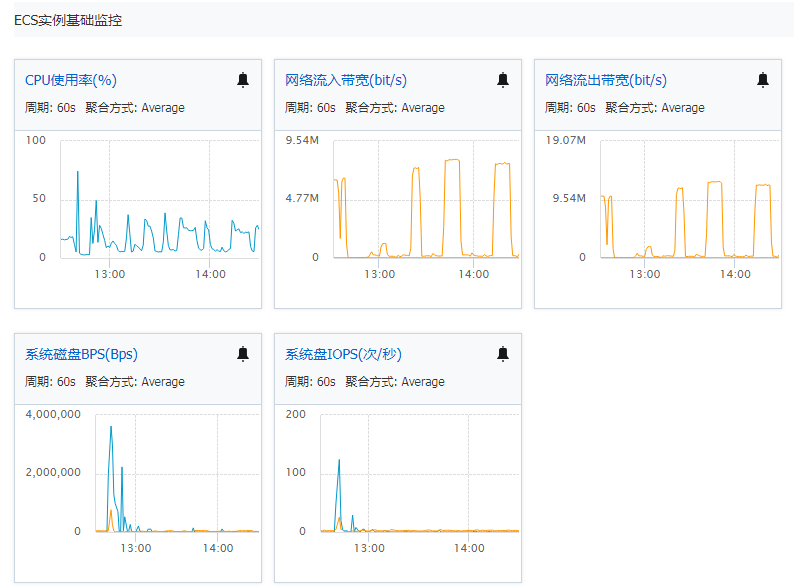 ECS实例基础监控
CPU使用率(%)
周期: 60s 聚合方式: Average
100
50
0
13:00 14:00
网络流入带宽(bit/s)
周期: 60s 聚合方式: Average
9.54M
4.77M
0
13:00 14:00
网络流出带宽(bit/s)
周期: 60s 聚合方式: Average
19.07M
9.54M
0
13:00 14:00
系统磁盘BPS(Bps)
周期: 60s 聚合方式: Average
4,000,000
2,000,000
0
13:00 14:00
系统盘IOPS(次/秒)
周期: 60s 聚合方式: Average
200
100
0
13:00 14:00